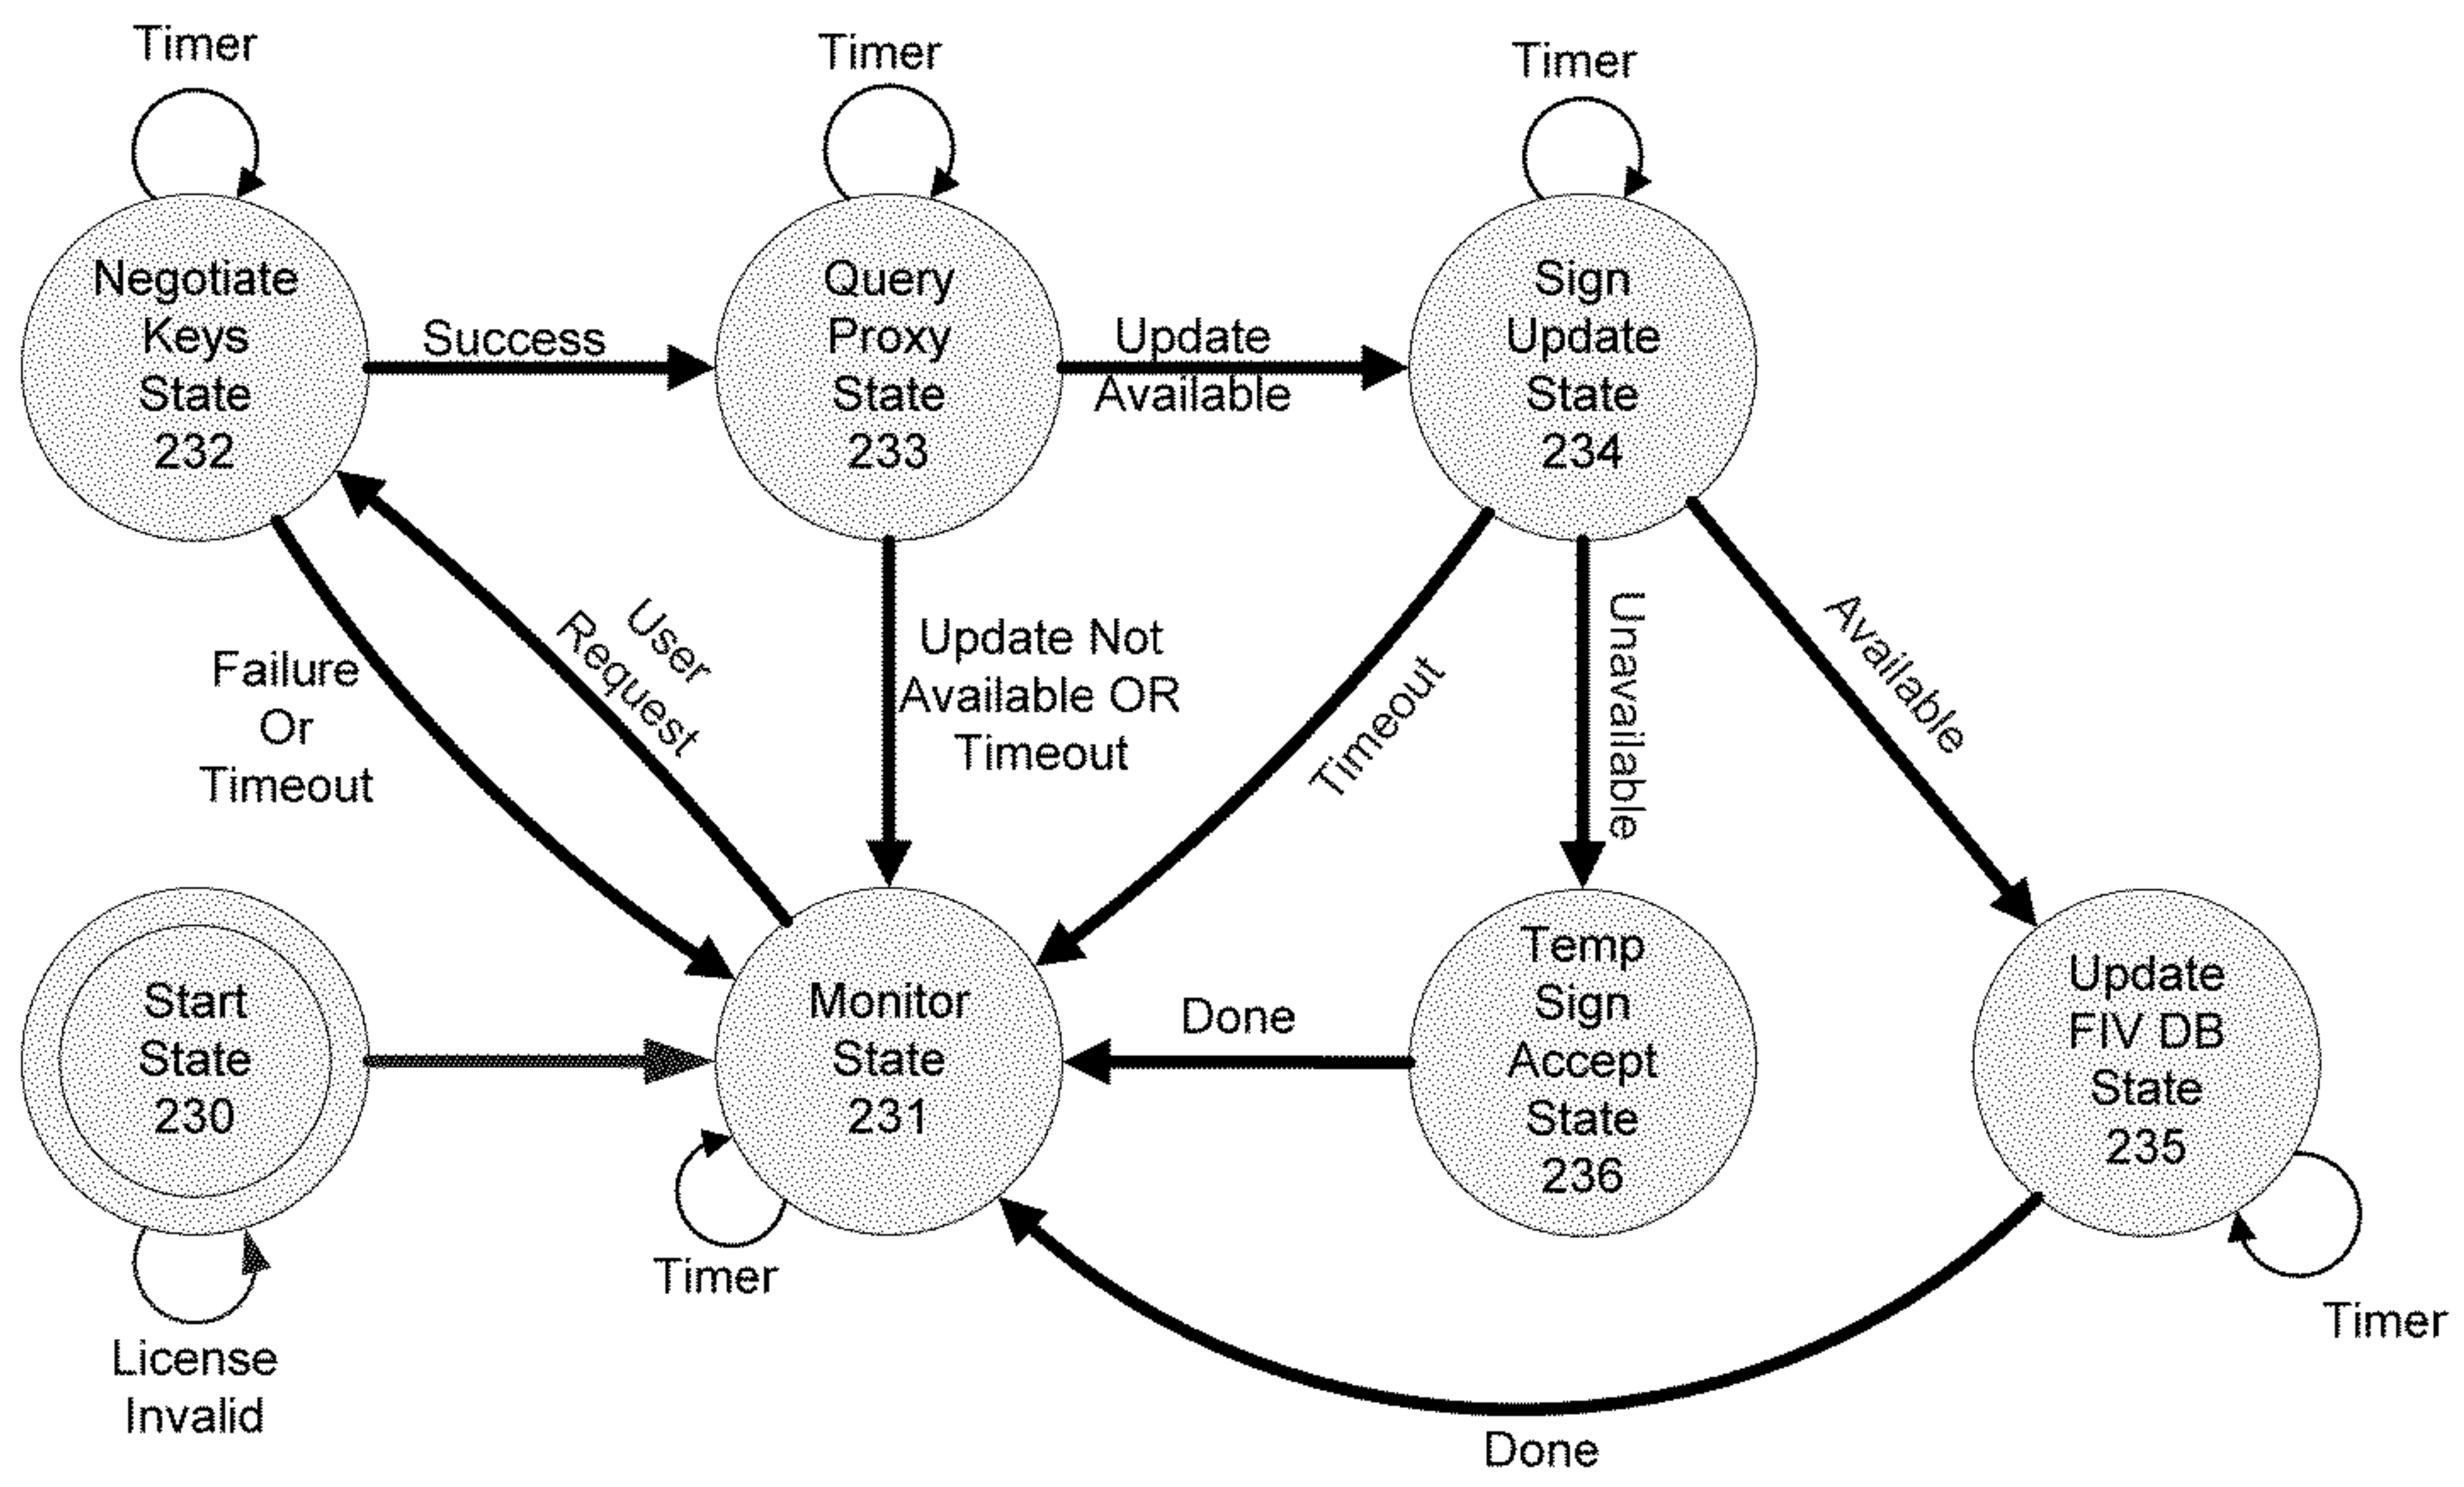 Timer
Timer
Timer
Negotiate
Keys
State
232
Success
Query
Proxy
State
233
Update
Available
Sign
Update
State
234
Failure
Or
Timeout
User
Request
Update Not
Available OR
Timeout
Timeout
Unavailable
Available
Start
State
230
Monitor
State
231
Done
Temp
Sign
Accept
State
236
Update
FIV DB
State
235
Timer
Timer
License
Invalid
Done